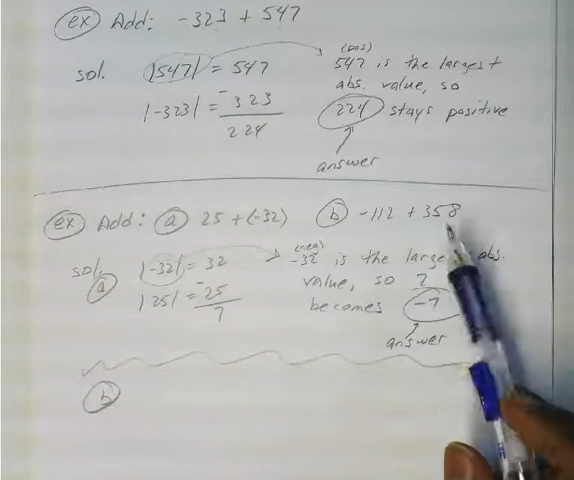 ex Add: -323 + 547
sol. |547| = 547
|-323| = -323
224
(pos)
547 is the largest
abs. value, so
224 stays positive
answer
ex Add: a 25 + (-32) b -112 + 358
sol. a |-32| = 32
|25| = -25
7
(neg)
-32 is the large abs.
value, so 7
becomes -7
answer
b